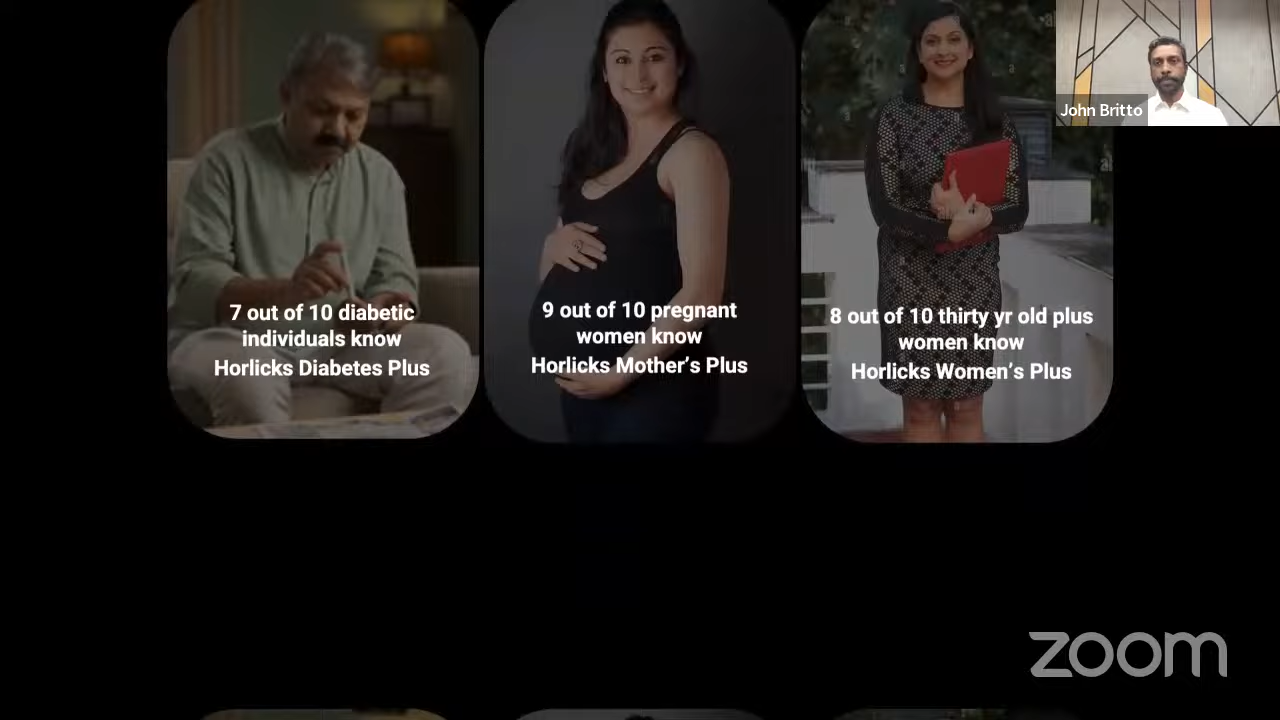 John Britto
7 out of 10 diabetic
individuals know
Horlicks Diabetes Plus
9 out of 10 pregnant
women know
Horlicks Mother's Plus
8 out of 10 thirty yr old plus
women know
Horlicks Women's Plus
zoom